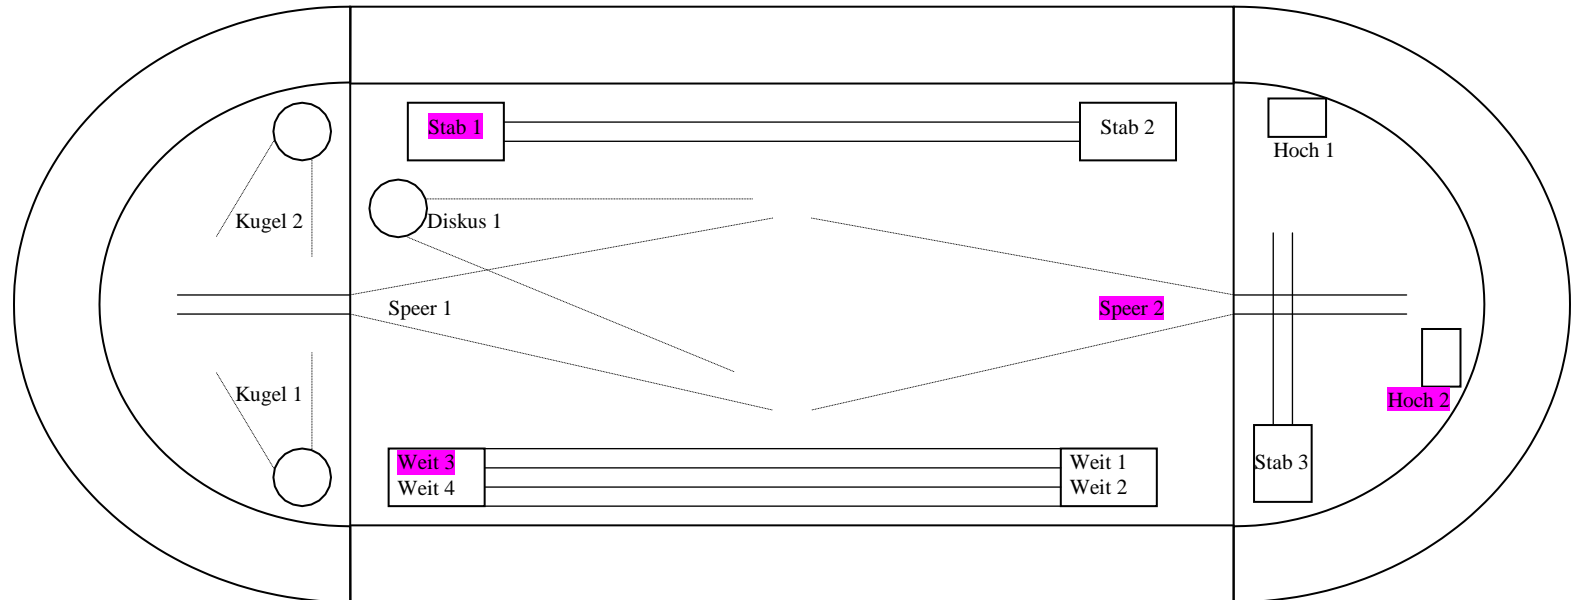 Stab 1
Stab 2
Hoch 1
Kugel 2
Diskus 1
Speer 1
Speer 2
Kugel 1
Hoch 2
Weit 3
Weit 4
Weit 1
Weit 2
Stab 3